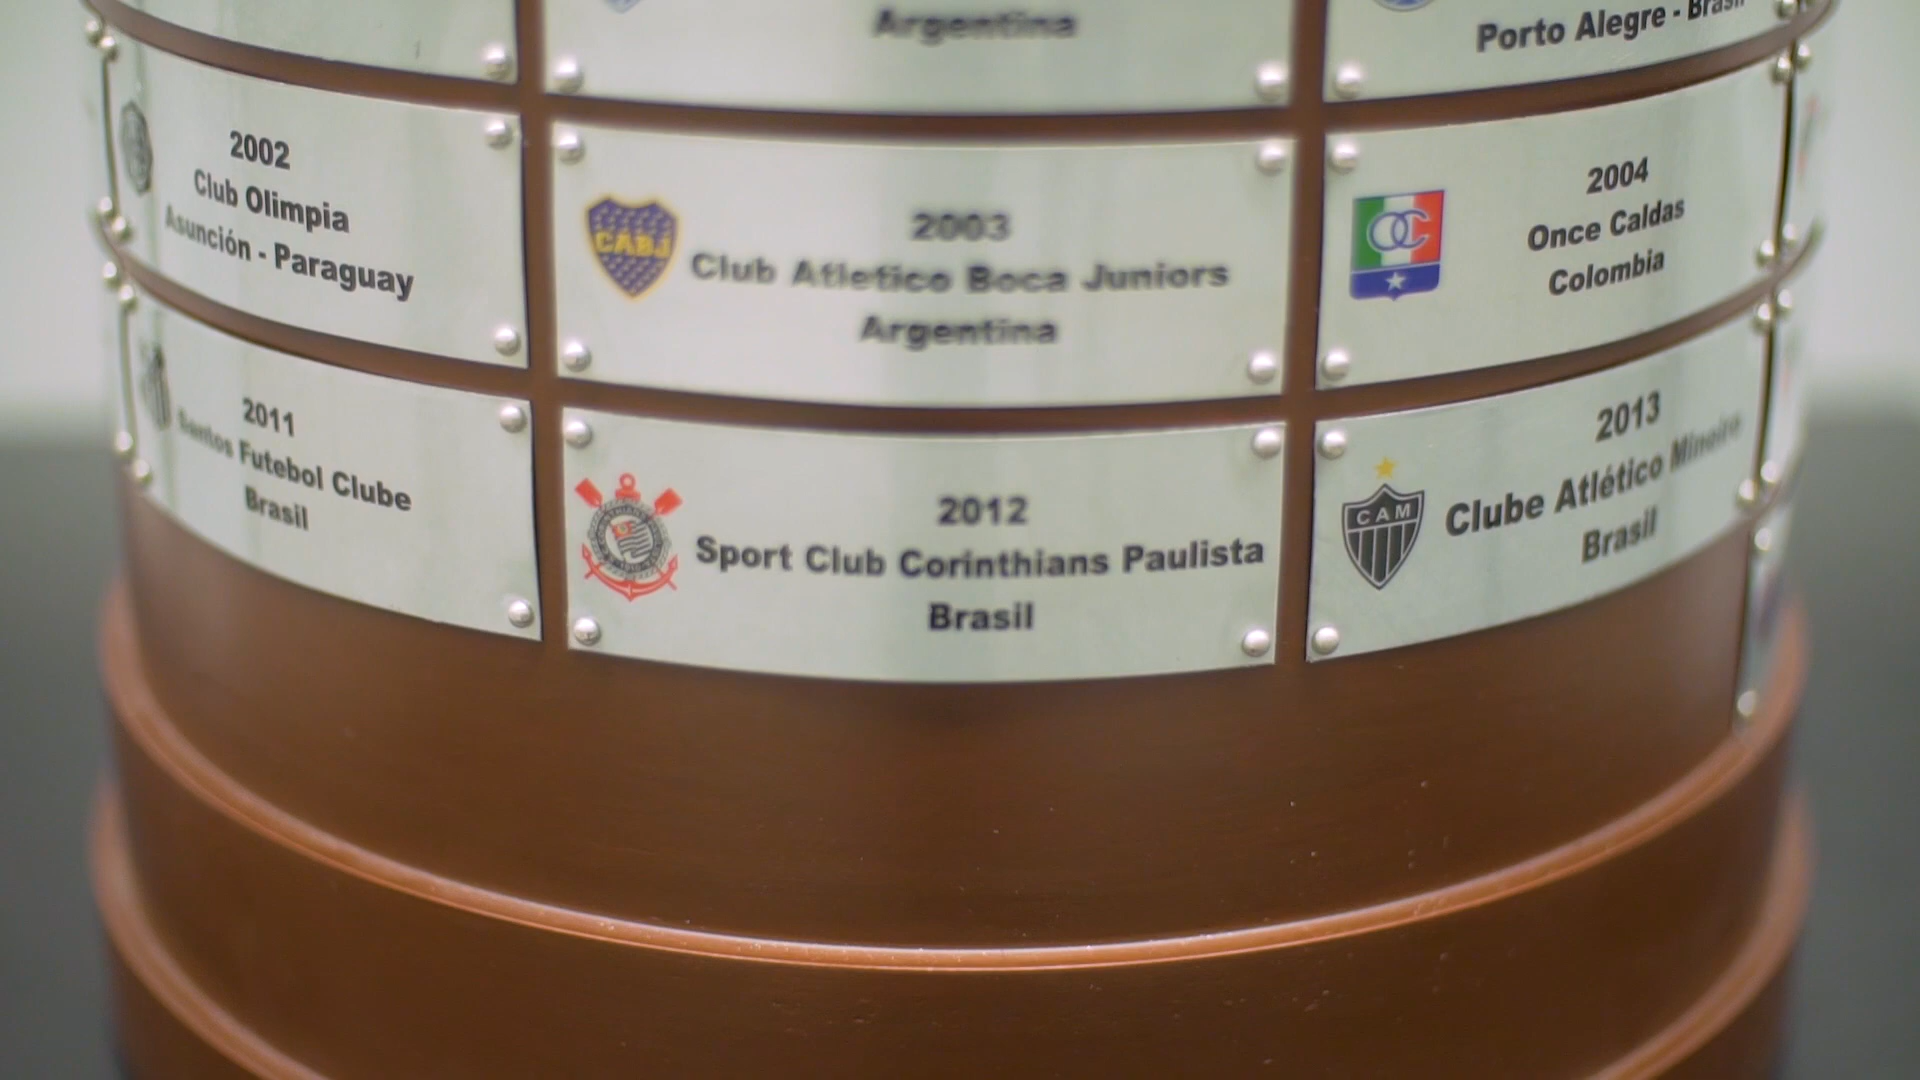 Argentina
Porto Alegre - Brasil
2002
Club Olimpia
Asunción - Paraguay
CABJ
2003
Club Atletico Boca Juniors
Argentina
OC
2004
Once Caldas
Colombia
2011
Santos Futebol Clube
Brasil
2012
Sport Club Corinthians Paulista
Brasil
CAM
2013
Clube Atlético Mineiro
Brasil